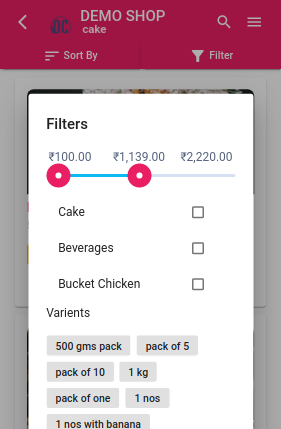 DEMO SHOP
DC
cake
Sort By
Filter
Filters
₹100.00 ₹1,139.00 ₹2,220.00
Cake
Beverages
Bucket Chicken
Varients
500 gms pack pack of 5
pack of 10 1 kg
pack of one 1 nos
1 nos with banana